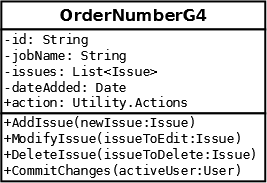 OrderNumberG4
-id: String
-jobName: String
-issues: List<Issue>
-dateAdded: Date
+action: Utility.Actions
+AddIssue(newIssue:Issue)
+ModifyIssue(issueToEdit:Issue)
+DeleteIssue(issueToDelete:Issue)
+CommitChanges(activeUser:User)